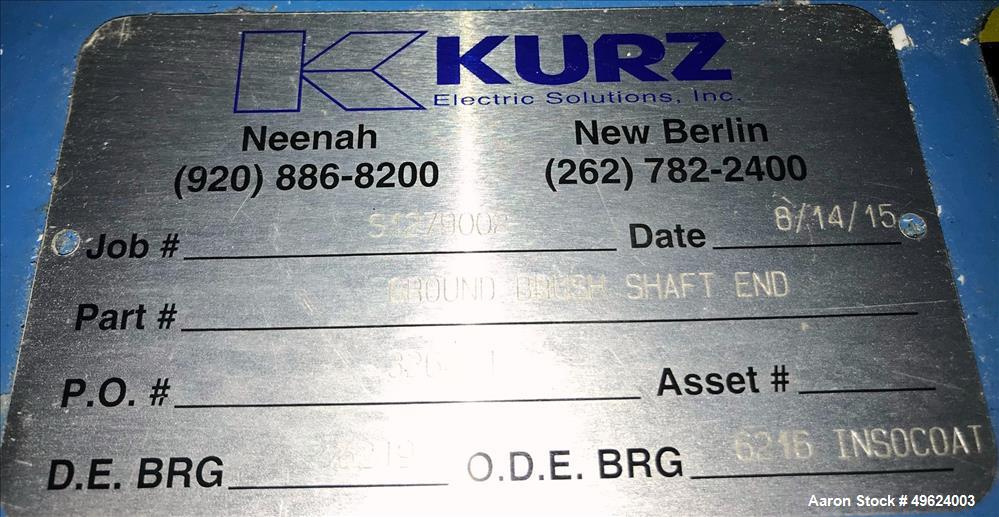 KURZ
Electric Solutions, Inc.
Neenah New Berlin
(920) 886-8200 (262) 782-2400
Job # Date 8/14/15
Part # GROUND BRUSH SHAFT END
P.O. # Asset #
D.E. BRG 6219 O.D.E. BRG 6216 INSOCOAT
Aaron Stock # 49624003